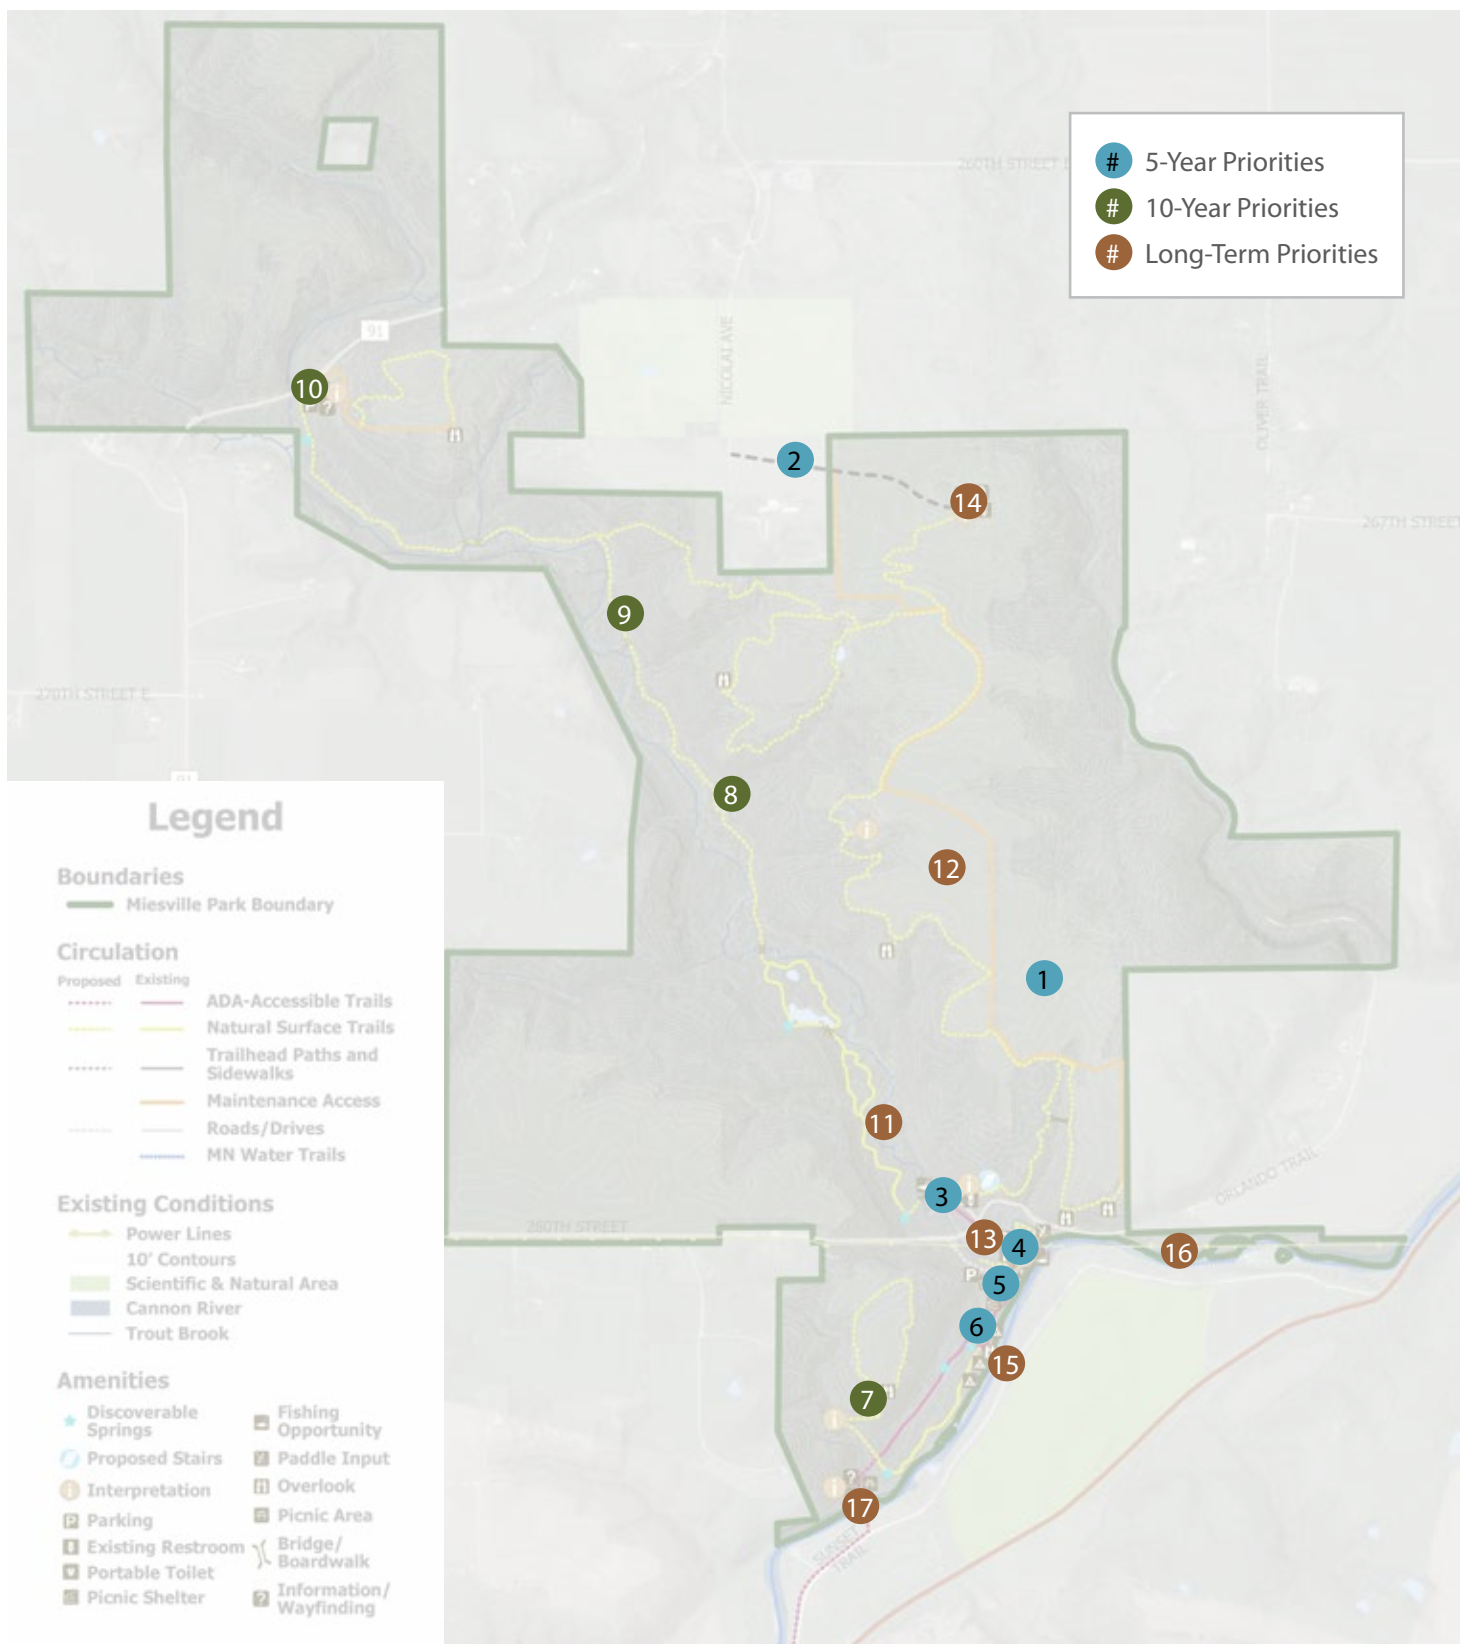 # 5-Year Priorities
# 10-Year Priorities
# Long-Term Priorities
260TH STREET
91
NICOLAI AVE
OLIVER TRAIL
10
2
14
267TH STREET
9
270TH STREET E
91
8
12
1
11
3
ORLANDO TRAIL
280TH STREET
13
4
16
P
5
6
15
7
?
17
SUNSET
TRAIL
Legend
Boundaries
Miesville Park Boundary
Circulation
Proposed Existing
ADA-Accessible Trails
Natural Surface Trails
Trailhead Paths and
Sidewalks
Maintenance Access
Roads/Drives
MN Water Trails
Existing Conditions
Power Lines
10' Contours
Scientific & Natural Area
Cannon River
Trout Brook
Amenities
Discoverable
Springs
Proposed Stairs
i Interpretation
P Parking
Existing Restroom
Portable Toilet
Picnic Shelter
Fishing
Opportunity
Paddle Input
Overlook
Picnic Area
Bridge/
Boardwalk
? Information/
Wayfinding